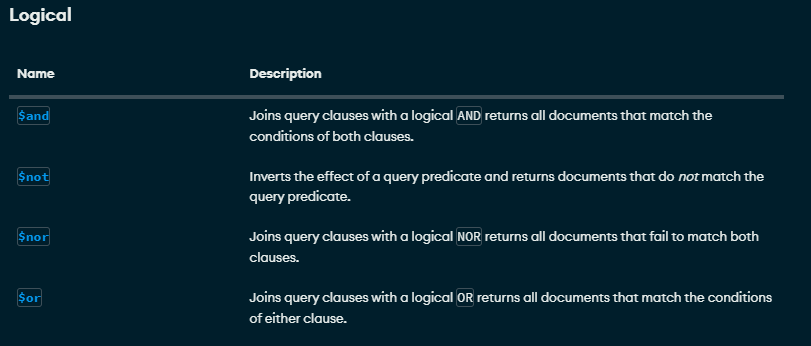 Logical
Name Description
$and Joins query clauses with a logical AND returns all documents that match the
conditions of both clauses.
$not Inverts the effect of a query predicate and returns documents that do not match the
query predicate.
$nor Joins query clauses with a logical NOR returns all documents that fail to match both
clauses.
$or Joins query clauses with a logical OR returns all documents that match the conditions
of either clause.